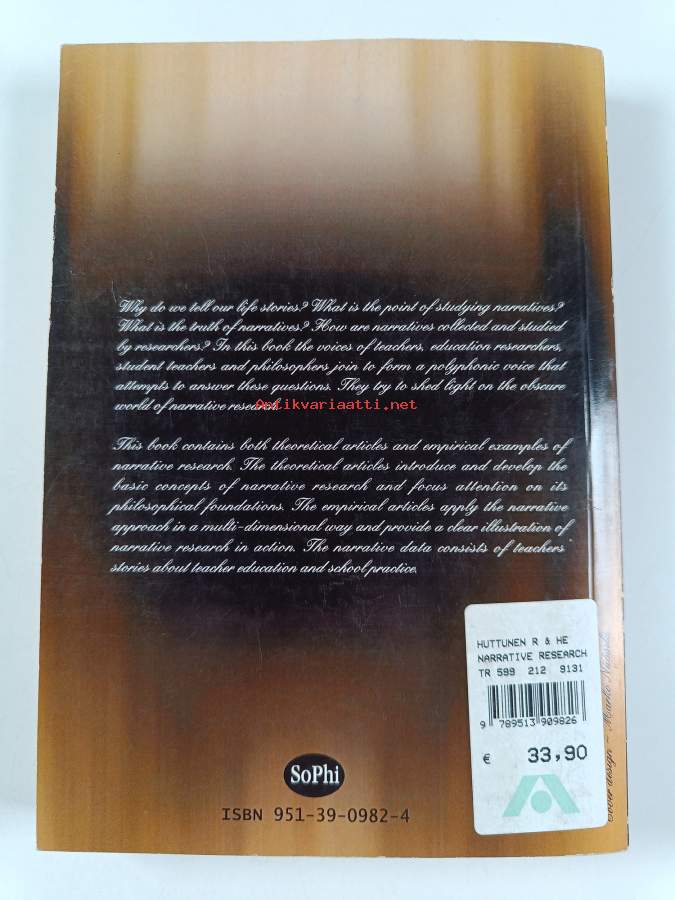 Why do we tell our life stories? What is the point of studying narratives?
What is the truth of narratives? How are narratives collected and studied
by researchers? In this book the voices of teachers, education researchers,
student teachers and philosophers join to form a polyphonic voice that
attempts to answer these questions. They try to shed light on the obscure
world of narrative research.
Antikvariaatti.net
This book contains both theoretical articles and empirical examples of
narrative research. The theoretical articles introduce and develop the
basic concepts of narrative research and focus attention on its
philosophical foundations. The empirical articles apply the narrative
approach in a multi-dimensional way and provide a clear illustration of
narrative research in action. The narrative data consists of teachers'
stories about teacher education and school practice.
HUTTUNEN R & HE
NARRATIVE RESEARCH
TR 599 212 9131
9 789513 909826
€ 33,90
Cover design – 
SoPhi
ISBN 951-39-0982-4